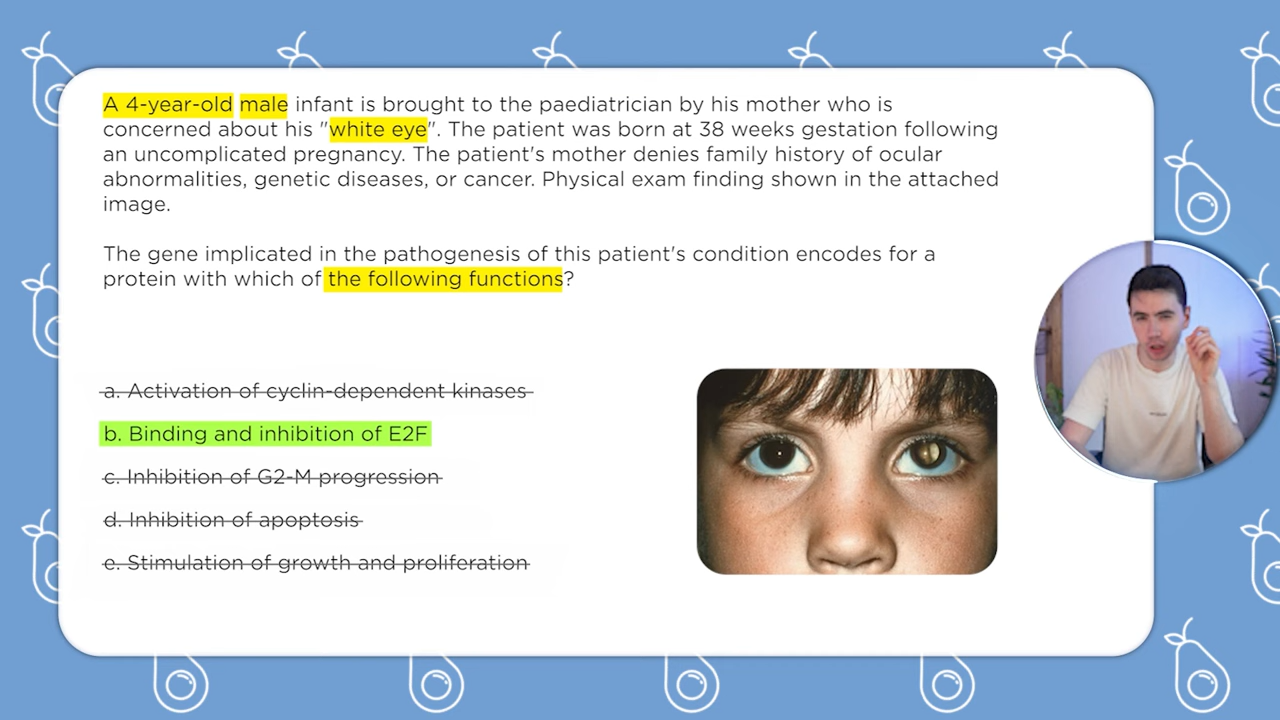 A 4-year-old male infant is brought to the paediatrician by his mother who is
concerned about his "white eye". The patient was born at 38 weeks gestation following
an uncomplicated pregnancy. The patient's mother denies family history of ocular
abnormalities, genetic diseases, or cancer. Physical exam finding shown in the attached
image.
The gene implicated in the pathogenesis of this patient's condition encodes for a
protein with which of the following functions?
a. Activation of cyclin-dependent kinases
b. Binding and inhibition of E2F
c. Inhibition of G2-M progression
d. Inhibition of apoptosis
e. Stimulation of growth and proliferation